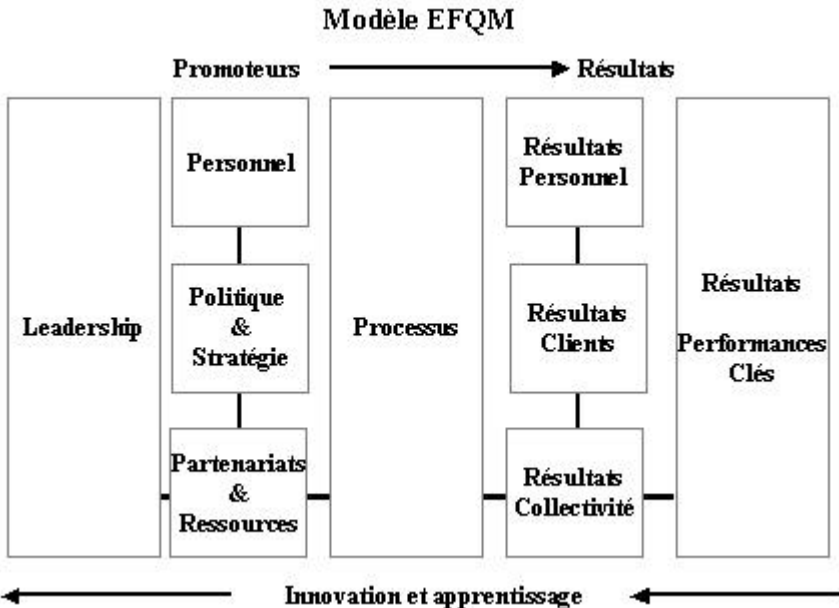 Modèle EFQM
Promoteurs
Résultats
Leadership
Personnel
Politique
&
Stratégie
Partenariats
&
Ressources
Processus
Résultats
Personnel
Résultats
Clients
Résultats
Collectivité
Résultats
Performances
Clés
Innovation et apprentissage